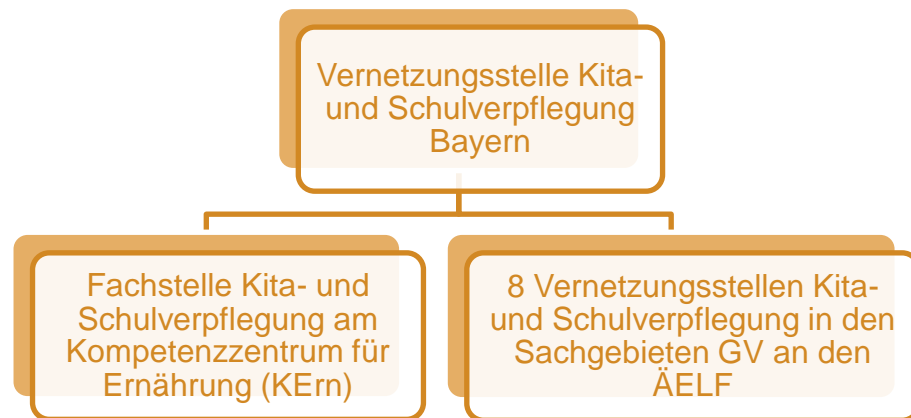 Vernetzungsstelle Kita-
und Schulverpflegung
Bayern
Fachstelle Kita- und
Schulverpflegung am
Kompetenzzentrum für
Ernährung (KErn)
8 Vernetzungsstellen Kita-
und Schulverpflegung in den
Sachgebieten GV an den
ÄELF